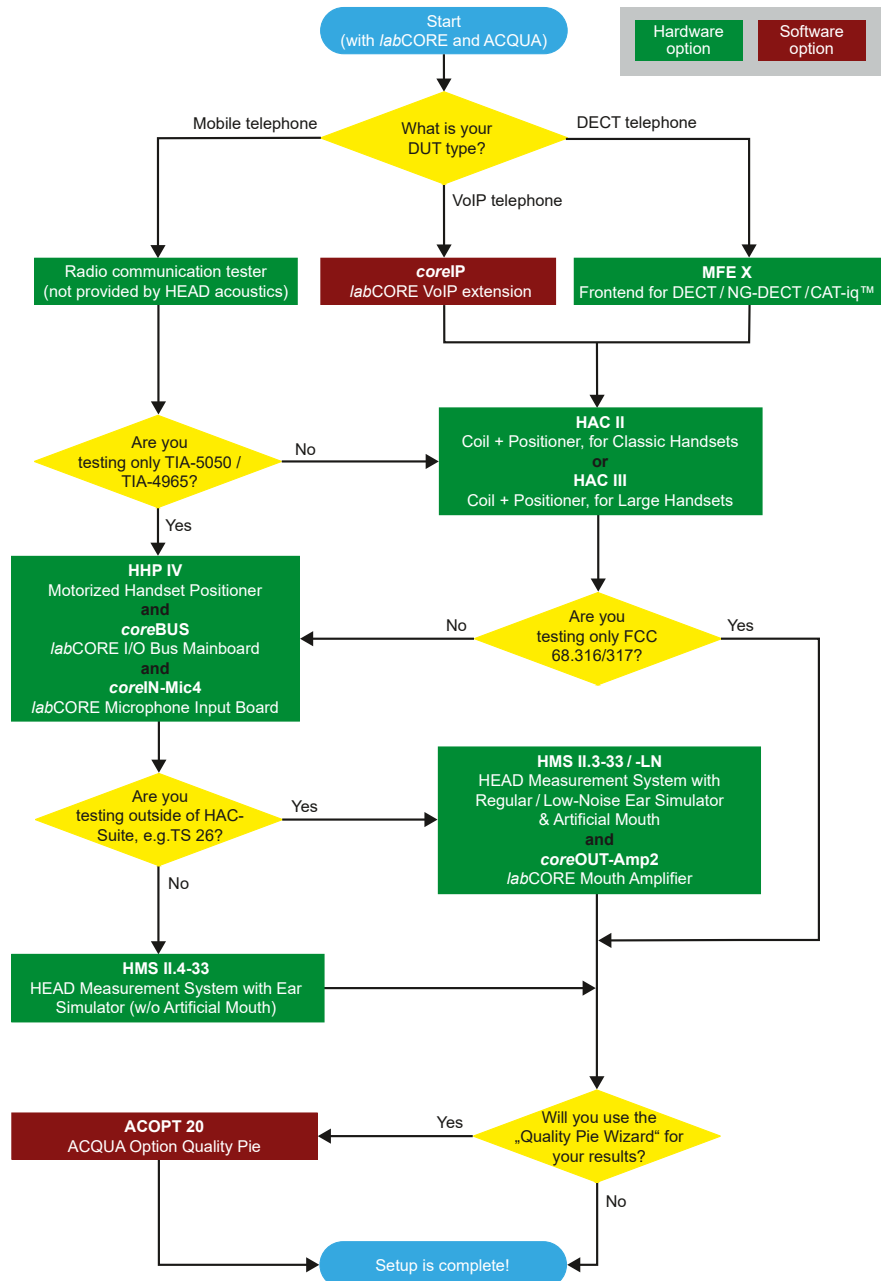 Start
(with labCORE and ACQUA)
Hardware
option
Software
option
What is your
DUT type?
Mobile telephone
DECT telephone
VoIP telephone
Radio communication tester
(not provided by HEAD acoustics)
coreIP
labCORE VoIP extension
MFE X
Frontend for DECT / NG-DECT / CAT-iq™
Are you
testing only TIA-5050 /
TIA-4965?
No
Yes
HAC II
Coil + Positioner, for Classic Handsets
or
HAC III
Coil + Positioner, for Large Handsets
HHP IV
Motorized Handset Positioner
and
coreBUS
labCORE I/O Bus Mainboard
and
coreIN-Mic4
labCORE Microphone Input Board
No
Are you
testing only FCC
68.316/317?
Yes
Are you
testing outside of HAC-
Suite, e.g.TS 26?
Yes
No
HMS II.3-33 / -LN
HEAD Measurement System with
Regular / Low-Noise Ear Simulator
& Artificial Mouth
and
coreOUT-Amp2
labCORE Mouth Amplifier
HMS II.4-33
HEAD Measurement System with Ear
Simulator (w/o Artificial Mouth)
ACOPT 20
ACQUA Option Quality Pie
Yes
Will you use the
„Quality Pie Wizard“ for
your results?
No
Setup is complete!